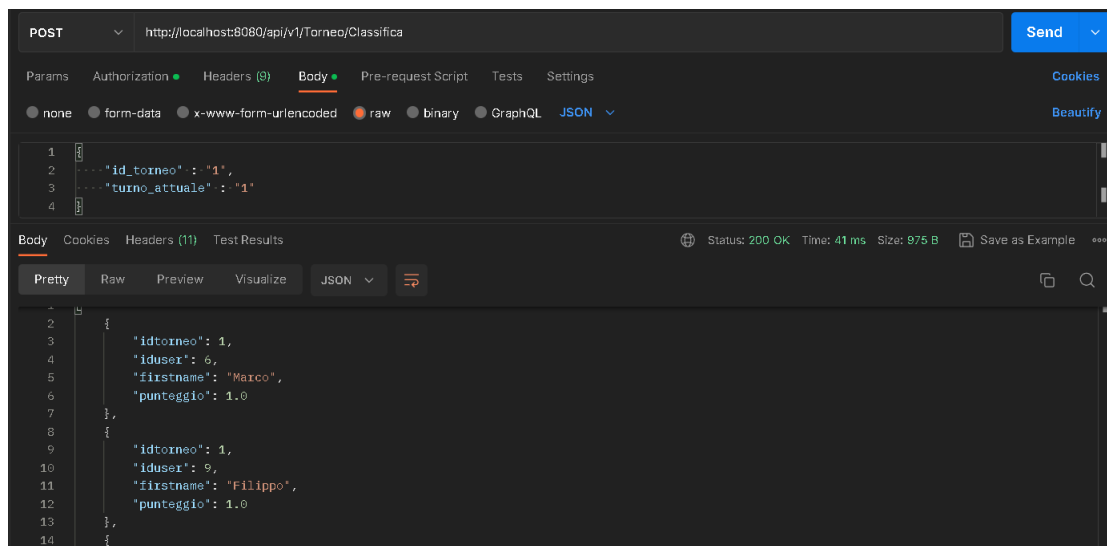 POST http://localhost:8080/api/v1/Torneo/Classifica Send
Params Authorization Headers (9) Body Pre-request Script Tests Settings Cookies
none form-data x-www-form-urlencoded raw binary GraphQL JSON Beautify
1 {
2 "id_torneo" : "1",
3 "turno_attuale" : "1"
4 }
Body Cookies Headers (11) Test Results Status: 200 OK Time: 41 ms Size: 975 B Save as Example
Pretty Raw Preview Visualize JSON
1 [
2 {
3 "idtorneo": 1,
4 "iduser": 6,
5 "firstname": "Marco",
6 "punteggio": 1.0
7 },
8 {
9 "idtorneo": 1,
10 "iduser": 9,
11 "firstname": "Filippo",
12 "punteggio": 1.0
13 },
14 {